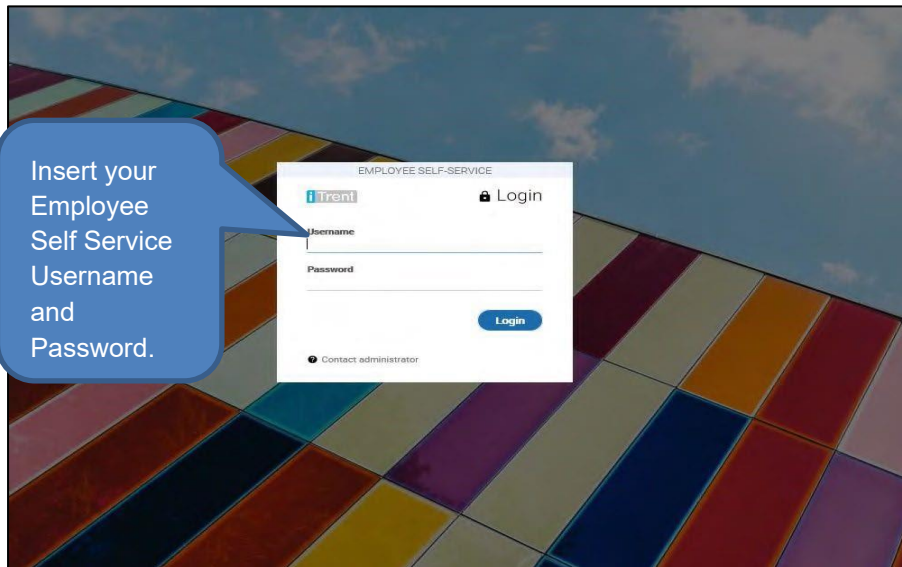 Insert your
Employee
Self Service
Username
and
Password.
EMPLOYEE SELF-SERVICE
iTrent
Login
Username
Password
Login
Contact administrator